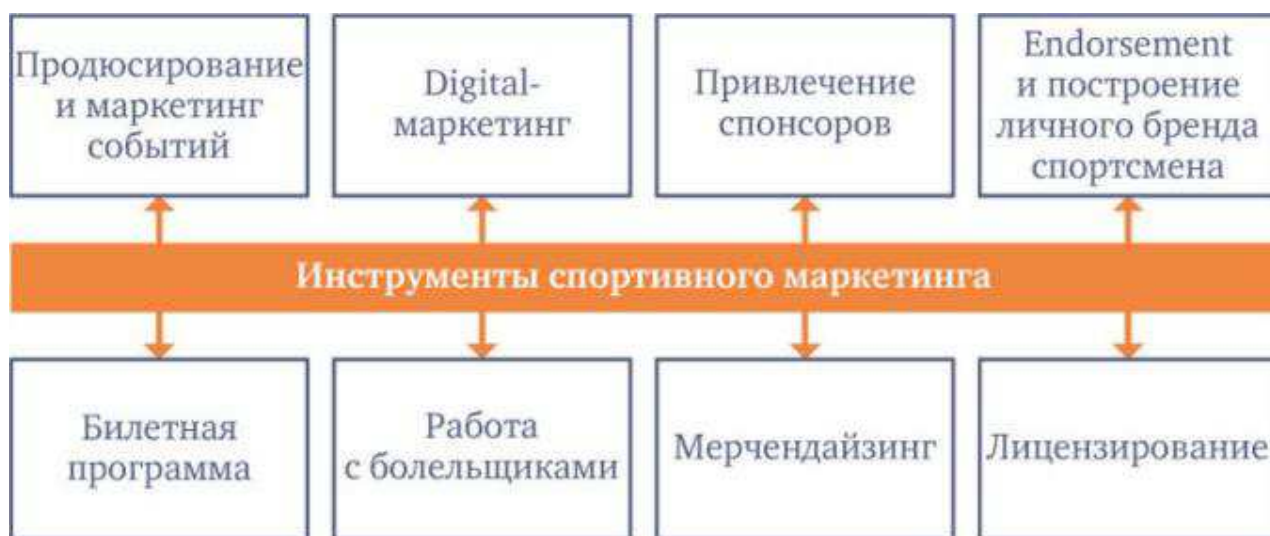 Продюсирование
и маркетинг
событий
Digital-
маркетинг
Привлечение
спонсоров
Endorsement
и построение
личного бренда
спортсмена
Инструменты спортивного маркетинга
Билетная
программа
Работа
с болельщиками
Мерчендайзинг
Лицензирование